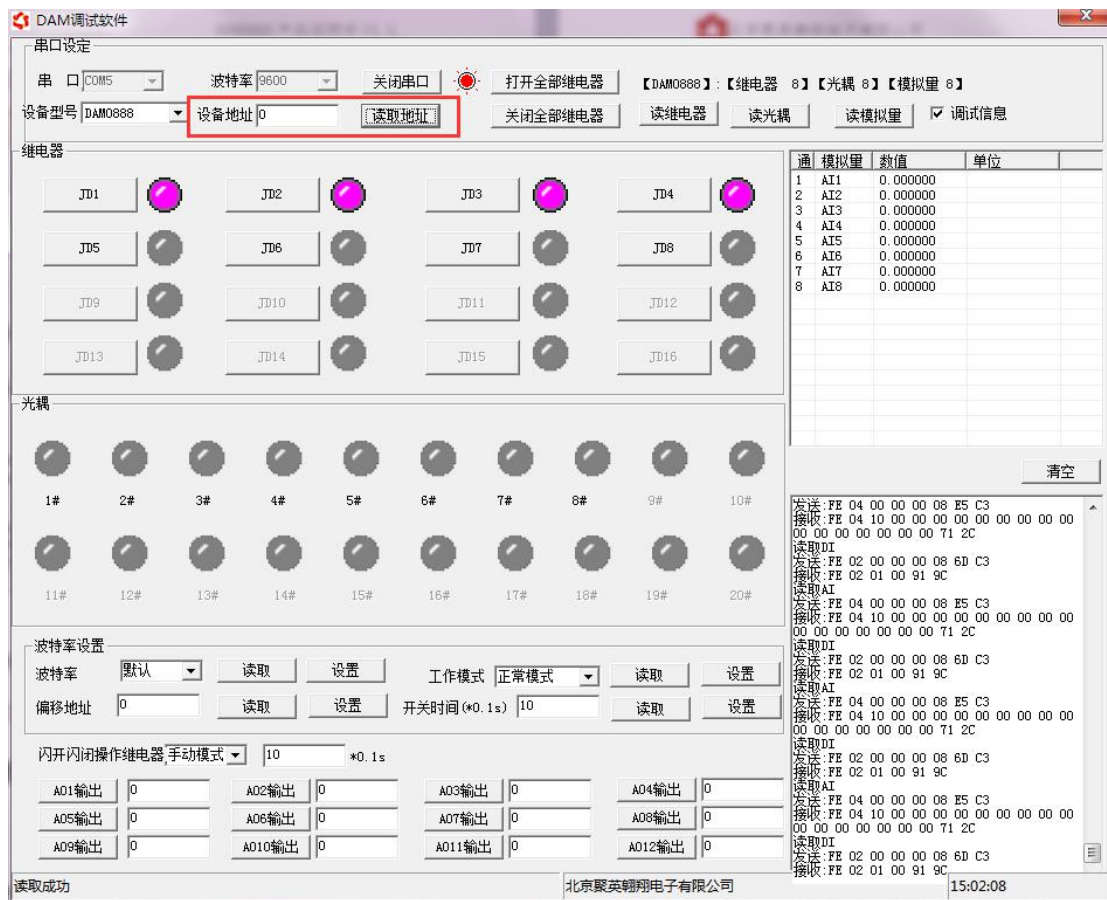 DAM调试软件
串口设定
串 口 COM5 波特率 9600 关闭串口 打开全部继电器 【DAM0888】:【继电器 8】【光耦 8】【模拟量 8】
设备型号 DAM0888 设备地址 0 读取地址 关闭全部继电器 读继电器 读光耦 读模拟量 调试信息
继电器
JD1 JD2 JD3 JD4
JD5 JD6 JD7 JD8
JD9 JD10 JD11 JD12
JD13 JD14 JD15 JD16
通 模拟量 数值 单位
1 AI1 0.000000
2 AI2 0.000000
3 AI3 0.000000
4 AI4 0.000000
5 AI5 0.000000
6 AI6 0.000000
7 AI7 0.000000
8 AI8 0.000000
光耦
1# 2# 3# 4# 5# 6# 7# 8# 9# 10#
11# 12# 13# 14# 15# 16# 17# 18# 19# 20#
清空
发送:FE 04 00 00 00 08 E5 C3
接收:FE 04 10 00 00 00 00 00 00 00 00 00
00 00 00 00 00 00 00 71 2C
读取DI
发送:FE 02 00 00 00 08 6D C3
接收:FE 02 01 00 91 9C
读取AI
发送:FE 04 00 00 00 08 E5 C3
接收:FE 04 10 00 00 00 00 00 00 00 00 00
00 00 00 00 00 00 00 71 2C
读取DI
发送:FE 02 00 00 00 08 6D C3
接收:FE 02 01 00 91 9C
读取AI
发送:FE 04 00 00 00 08 E5 C3
接收:FE 04 10 00 00 00 00 00 00 00 00 00
00 00 00 00 00 00 00 71 2C
读取DI
发送:FE 02 00 00 00 08 6D C3
接收:FE 02 01 00 91 9C
读取AI
发送:FE 04 00 00 00 08 E5 C3
接收:FE 04 10 00 00 00 00 00 00 00 00 00
00 00 00 00 00 00 00 71 2C
读取DI
发送:FE 02 00 00 00 08 6D C3
接收:FE 02 01 00 91 9C
波特率设置
波特率 默认 读取 设置 工作模式 正常模式 读取 设置
偏移地址 0 读取 设置 开关时间(*0.1s) 10 读取 设置
闪开闪闭操作继电器 手动模式 10 *0.1s
AO1输出 0 AO2输出 0 AO3输出 0 AO4输出 0
AO5输出 0 AO6输出 0 AO7输出 0 AO8输出 0
AO9输出 0 AO10输出 0 AO11输出 0 AO12输出 0
读取成功 北京聚英翱翔电子有限公司 15:02:08